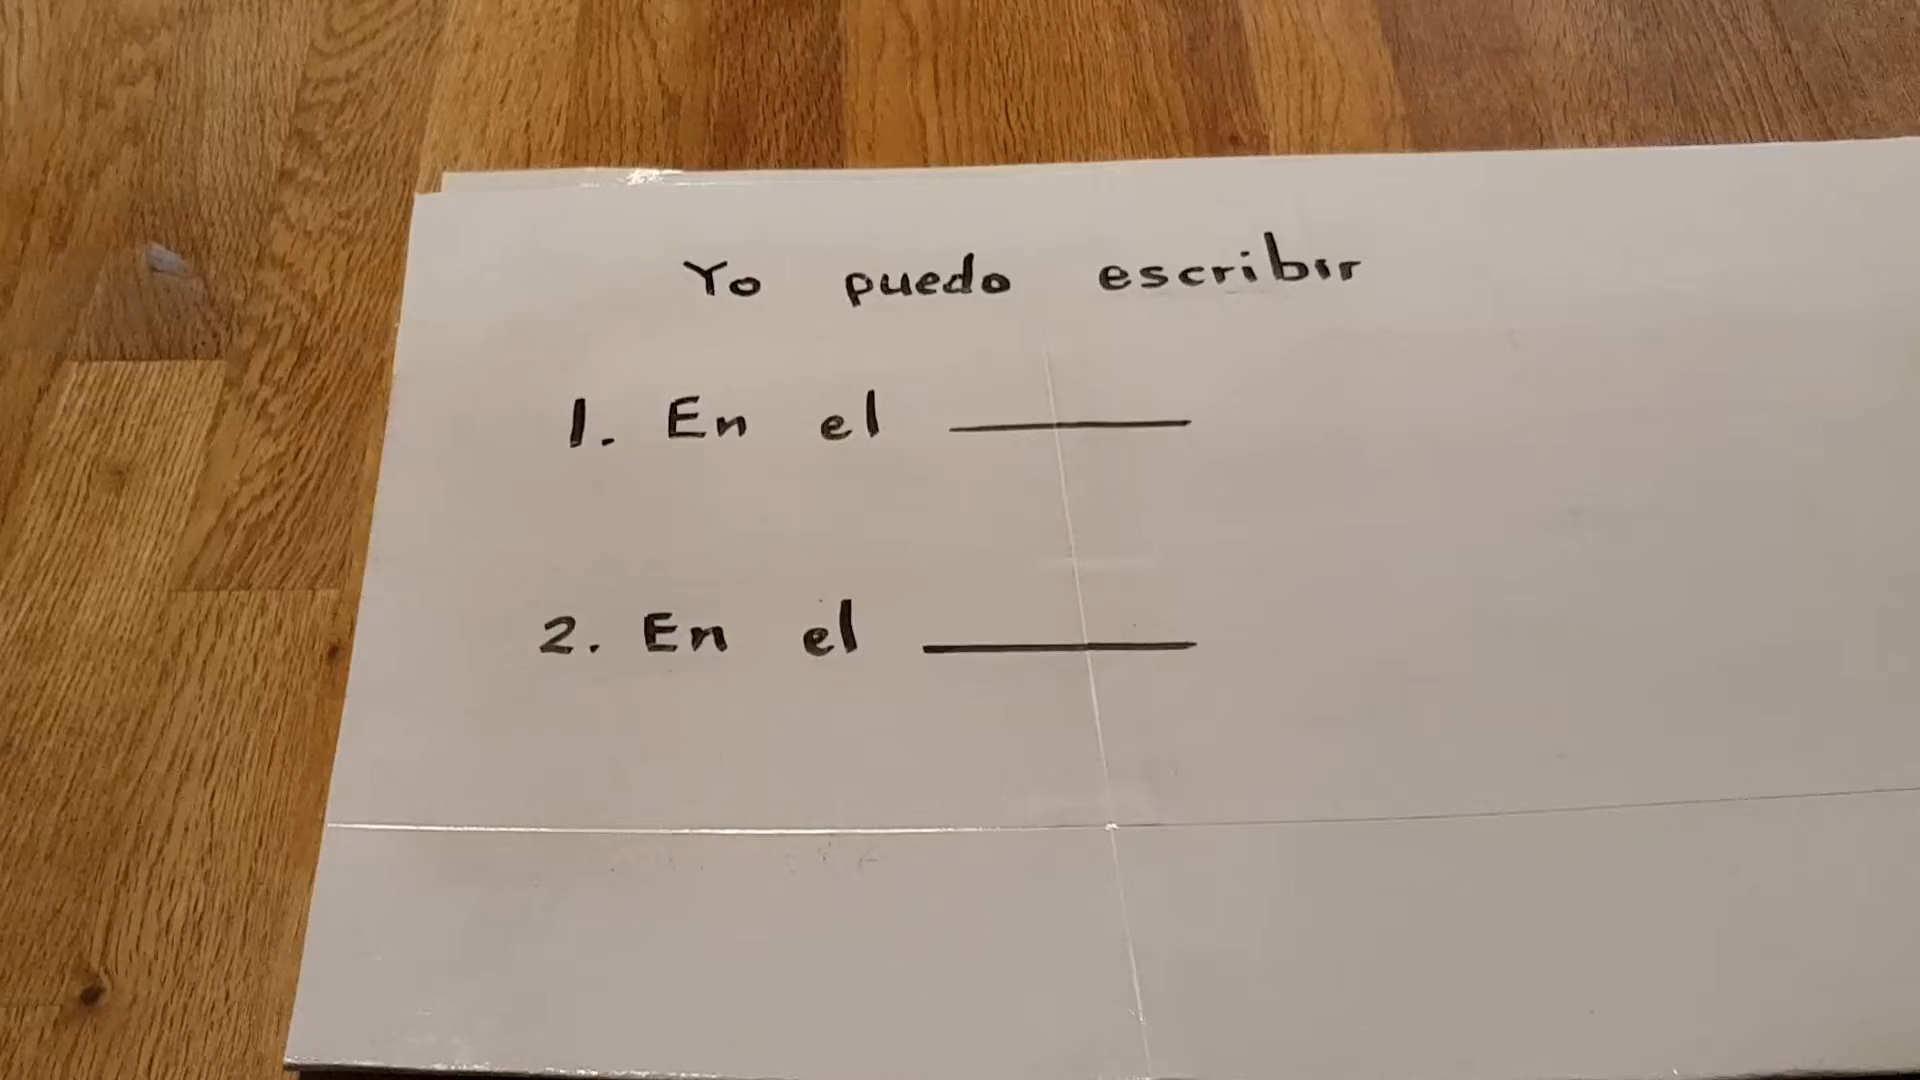 Yo puedo escribir
1. En el ______
2. En el ______